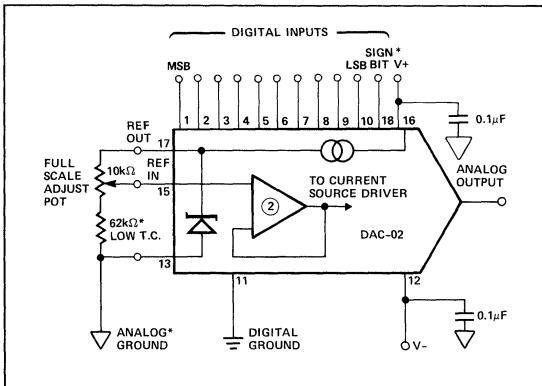 DIGITAL INPUTS
MSB
LSB
SIGN *
BIT
V+
1
2
3
4
5
6
7
8
9
10
18
16
0.1μF
REF
OUT
17
FULL
SCALE
ADJUST
POT
10kΩ
REF
IN
15
2
TO CURRENT
SOURCE DRIVER
ANALOG
OUTPUT
62kΩ*
LOW T.C.
DAC-02
13
11
12
ANALOG*
GROUND
DIGITAL
GROUND
V-
0.1μF